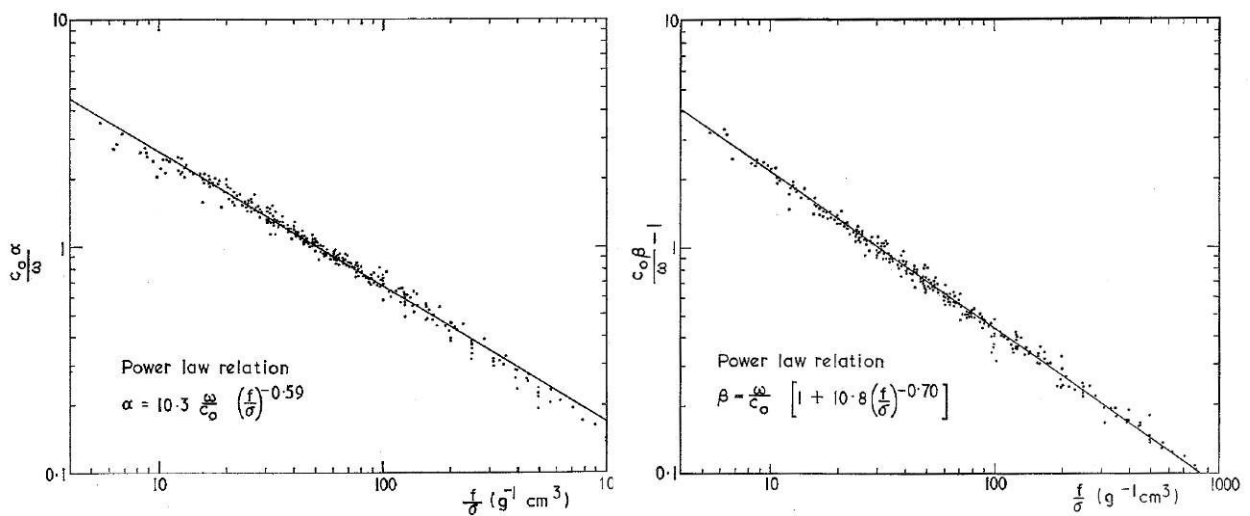 10
1
0·1
c₀α/ω
Power law relation
α = 10·3 ω/c₀ (f/σ)^−0·59
10 100 10
f/σ (g⁻¹ cm³)
10
1
0·1
c₀β/ω −1
Power law relation
β = ω/c₀ [1 + 10·8(f/σ)^−0·70]
10 100 1000
f/σ (g⁻¹cm³)